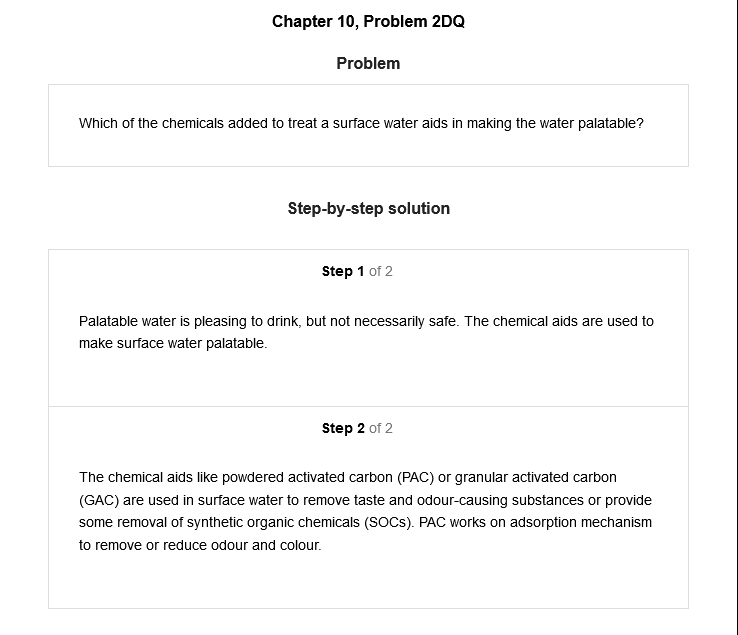 Chapter 10, Problem 2DQ
Problem
Which of the chemicals added to treat a surface water aids in making the water palatable?
Step-by-step solution
Step 1 of 2
Palatable water is pleasing to drink, but not necessarily safe. The chemical aids are used to
make surface water palatable.
Step 2 of 2
The chemical aids like powdered activated carbon (PAC) or granular activated carbon
(GAC) are used in surface water to remove taste and odour-causing substances or provide
some removal of synthetic organic chemicals (SOCs). PAC works on adsorption mechanism
to remove or reduce odour and colour.